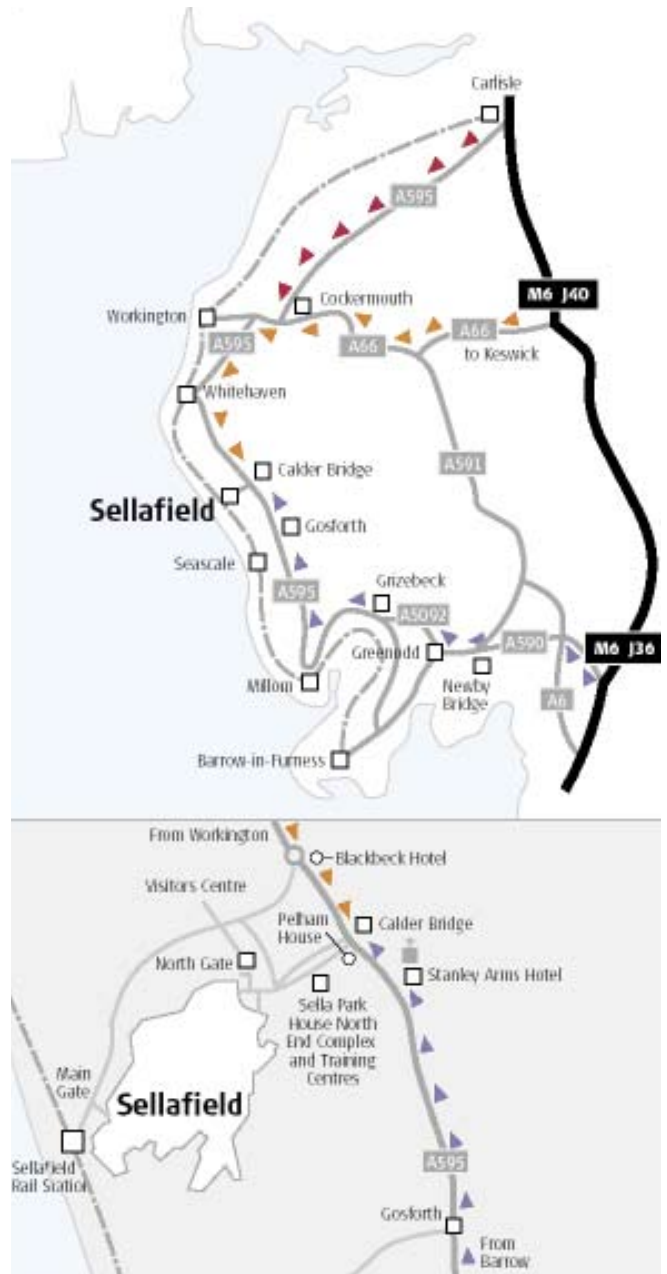 Carlisle
A595
M6 J40
Cockermouth
Workington
A595
A66
A66
to Keswick
Whitehaven
A591
Calder Bridge
Sellafield
Gosforth
Seascale
Grizebeck
A595
A5092
Greenodd
A590
M6 J36
Millom
Newby
Bridge
A6
Barrow-in-Furness
From Workington
Blackbeck Hotel
Visitors Centre
Pelham
House
Calder Bridge
North Gate
Stanley Arms Hotel
Sella Park
House North
End Complex
and Training
Centres
Main
Gate
Sellafield
Sellafield
Rail Station
A595
Gosforth
From
Barrow